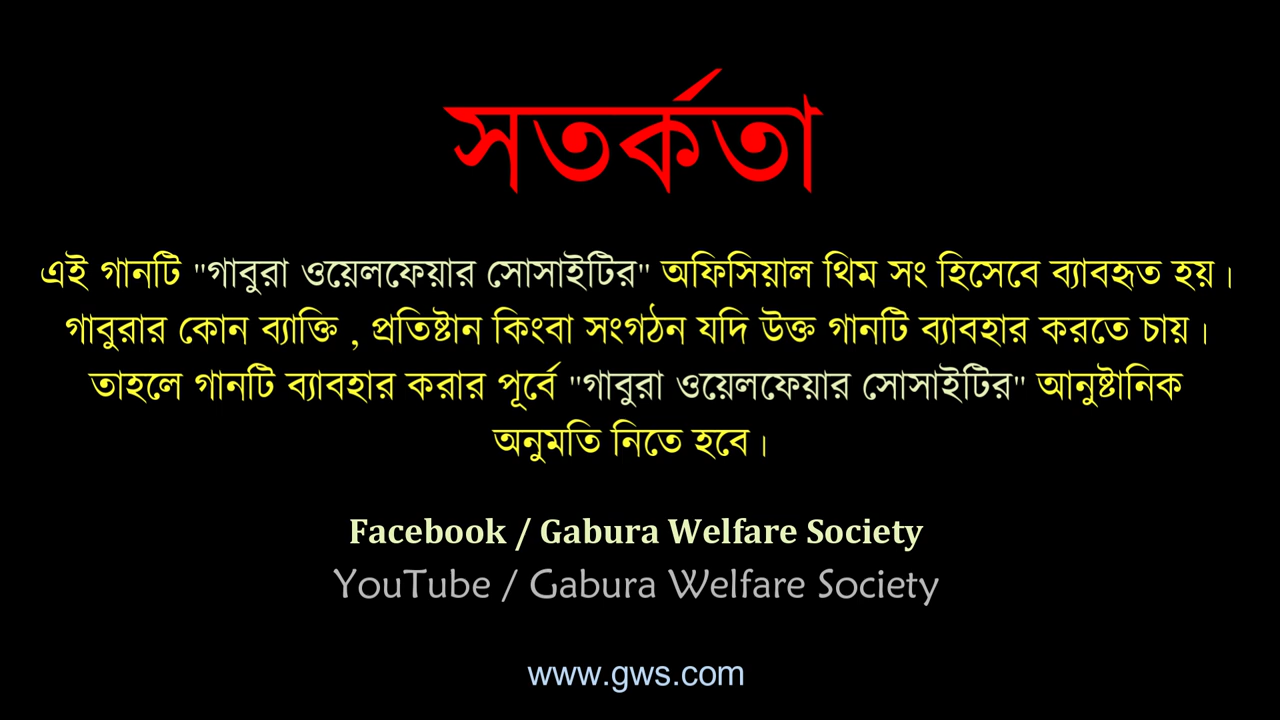 সতর্কতা
এই গানটি "গাবুরা ওয়েলফেয়ার সোসাইটির" অফিসিয়াল থিম সং হিসেবে ব্যাবহৃত হয়।
গাবুরার কোন ব্যাক্তি , প্রতিষ্টান কিংবা সংগঠন যদি উক্ত গানটি ব্যাবহার করতে চায়।
তাহলে গানটি ব্যাবহার করার পূর্বে "গাবুরা ওয়েলফেয়ার সোসাইটির" আনুষ্টানিক
অনুমতি নিতে হবে।
Facebook / Gabura Welfare Society
YouTube / Gabura Welfare Society
www.gws.com